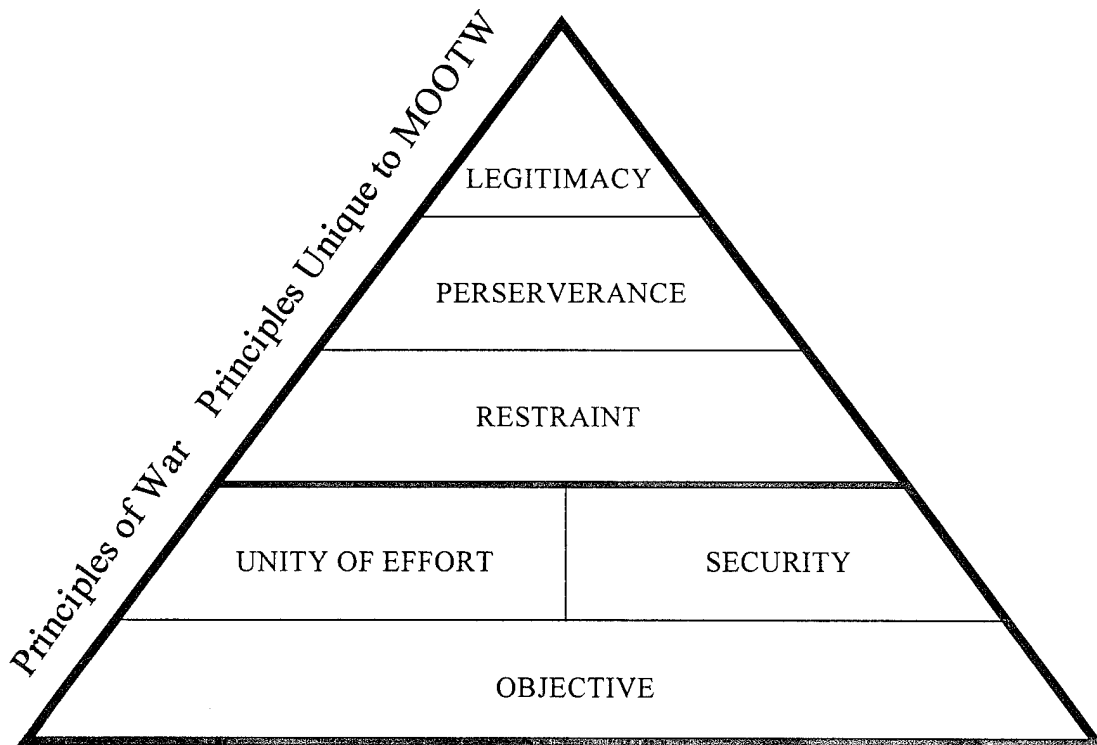 Principles of War Principles Unique to MOOTW
LEGITIMACY
PERSERVERANCE
RESTRAINT
UNITY OF EFFORT
SECURITY
OBJECTIVE